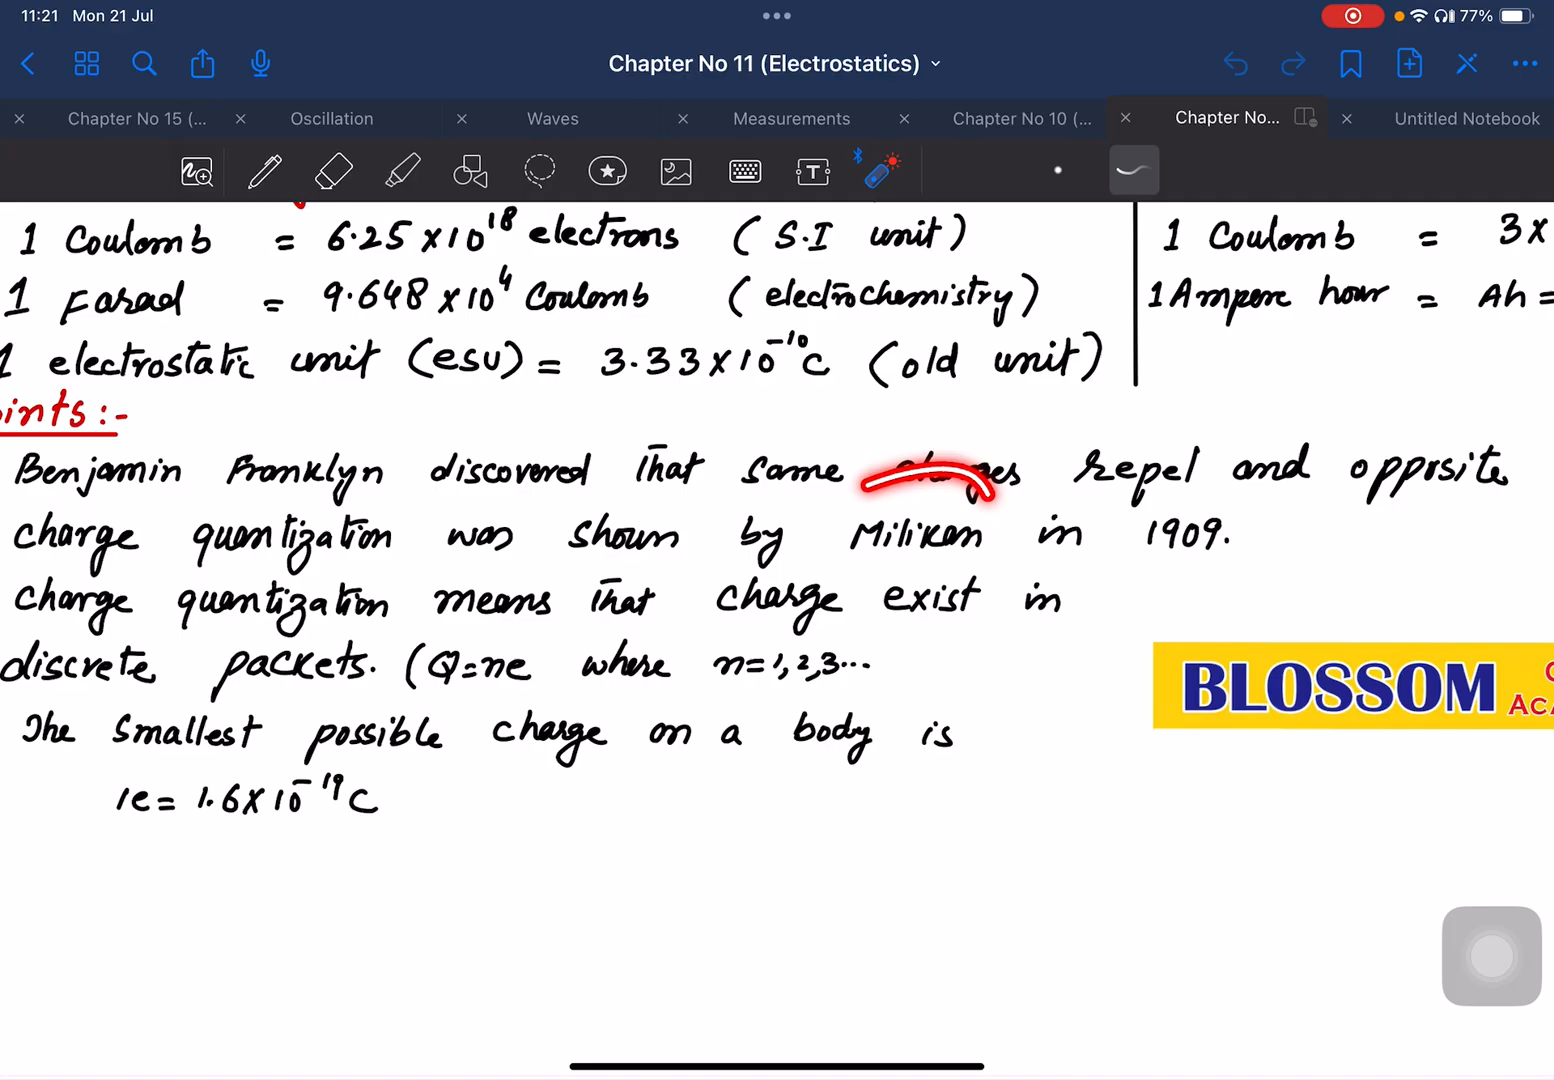 11:21 Mon 21 Jul
77%
Chapter No 11 (Electrostatics)
Chapter No 15 (...
Oscillation
Waves
Measurements
Chapter No 10 (...
Chapter No...
Untitled Notebook
1 Coulomb = 6.25 x 10^18 electrons (S.I unit)
1 Coulomb = 3 x
1 Farad = 9.648 x 10^4 Coulomb (electrochemistry)
1 Ampere hour = Ah =
1 electrostatic unit (esu) = 3.33 x 10^-10 C (old unit)
oints :-
Benjamin Franklyn discovered that same charges repel and opposite
charge quantization was shown by Milikan in 1909.
charge quantization means that charge exist in
discrete packets. (Q=ne where n=1,2,3...
The smallest possible charge on a body is
1e = 1.6 x 10^-19 C
BLOSSOM